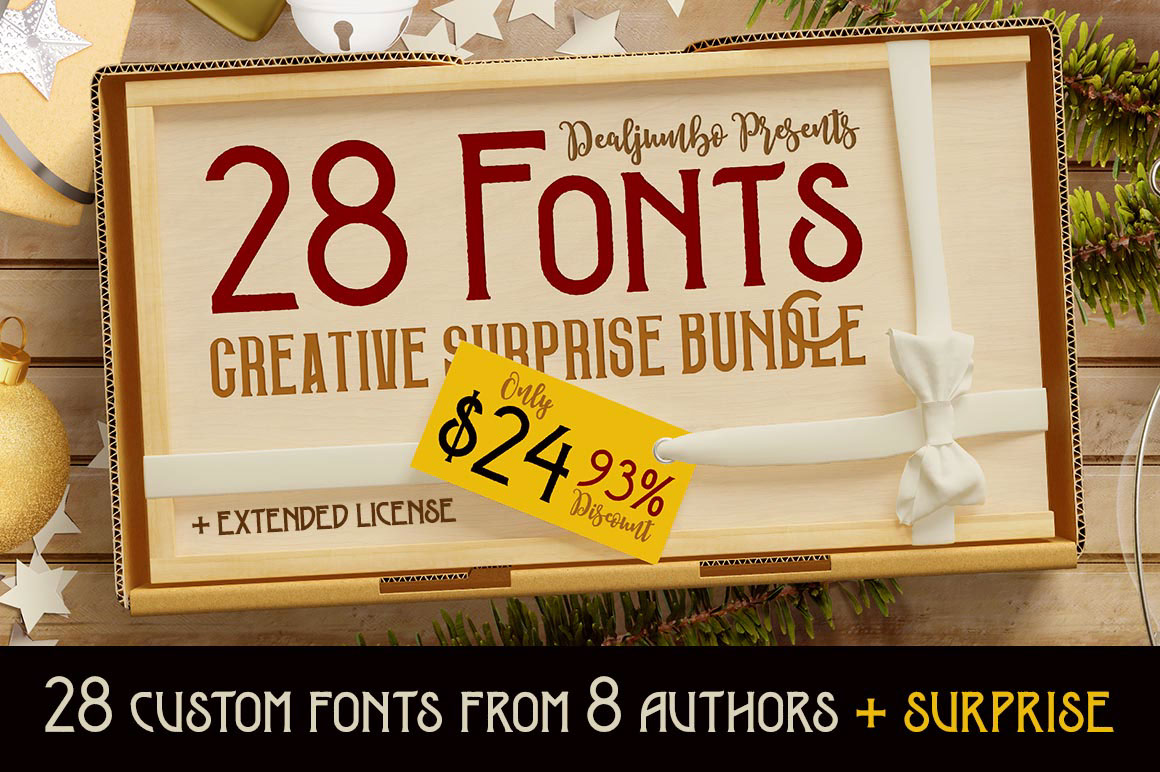 Dealjumbo Presents
28 Fonts
CREATIVE SURPRISE BUNDLE
Only
$24
93%
Discount
+ EXTENDED LICENSE
28 CUSTOM FONTS FROM 8 AUTHORS + SURPRISE